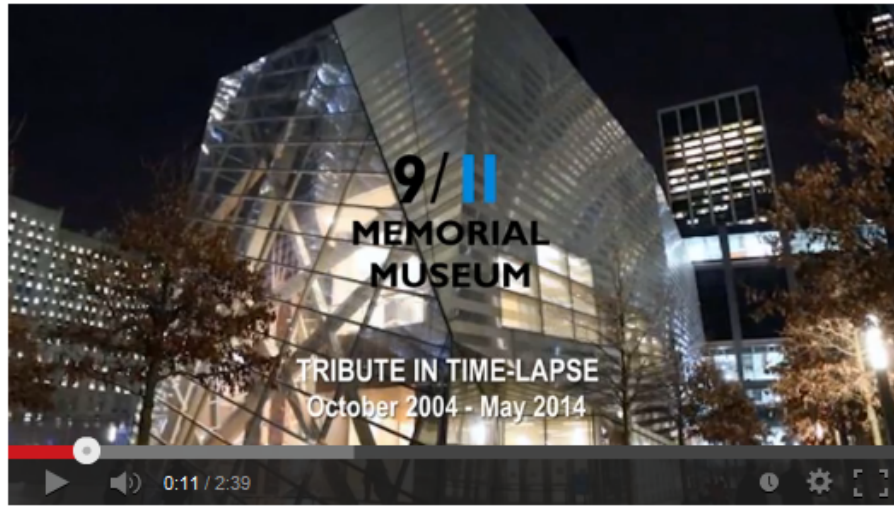 9/11
MEMORIAL
MUSEUM
TRIBUTE IN TIME-LAPSE
October 2004 - May 2014
0:11 / 2:39